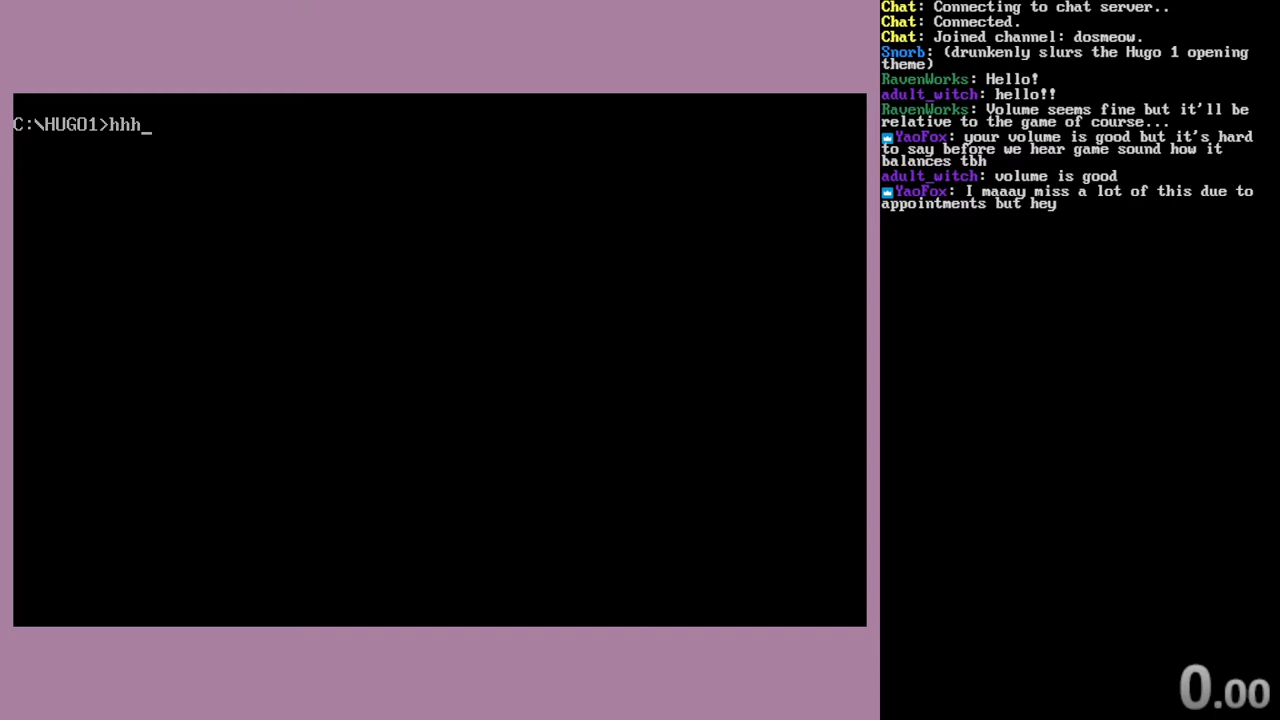 C:\HUGO1>hhh_
Chat: Connecting to chat server..
Chat: Connected.
Chat: Joined channel: dosmeow.
Snorb: (drunkenly slurs the Hugo 1 opening
theme)
RavenWorks: Hello!
adult_witch: hello!!
RavenWorks: Volume seems fine but it'll be
relative to the game of course...
YaoFox: your volume is good but it's hard
to say before we hear game sound how it
balances tbh
adult_witch: volume is good
YaoFox: I maaay miss a lot of this due to
appointments but hey
0.00